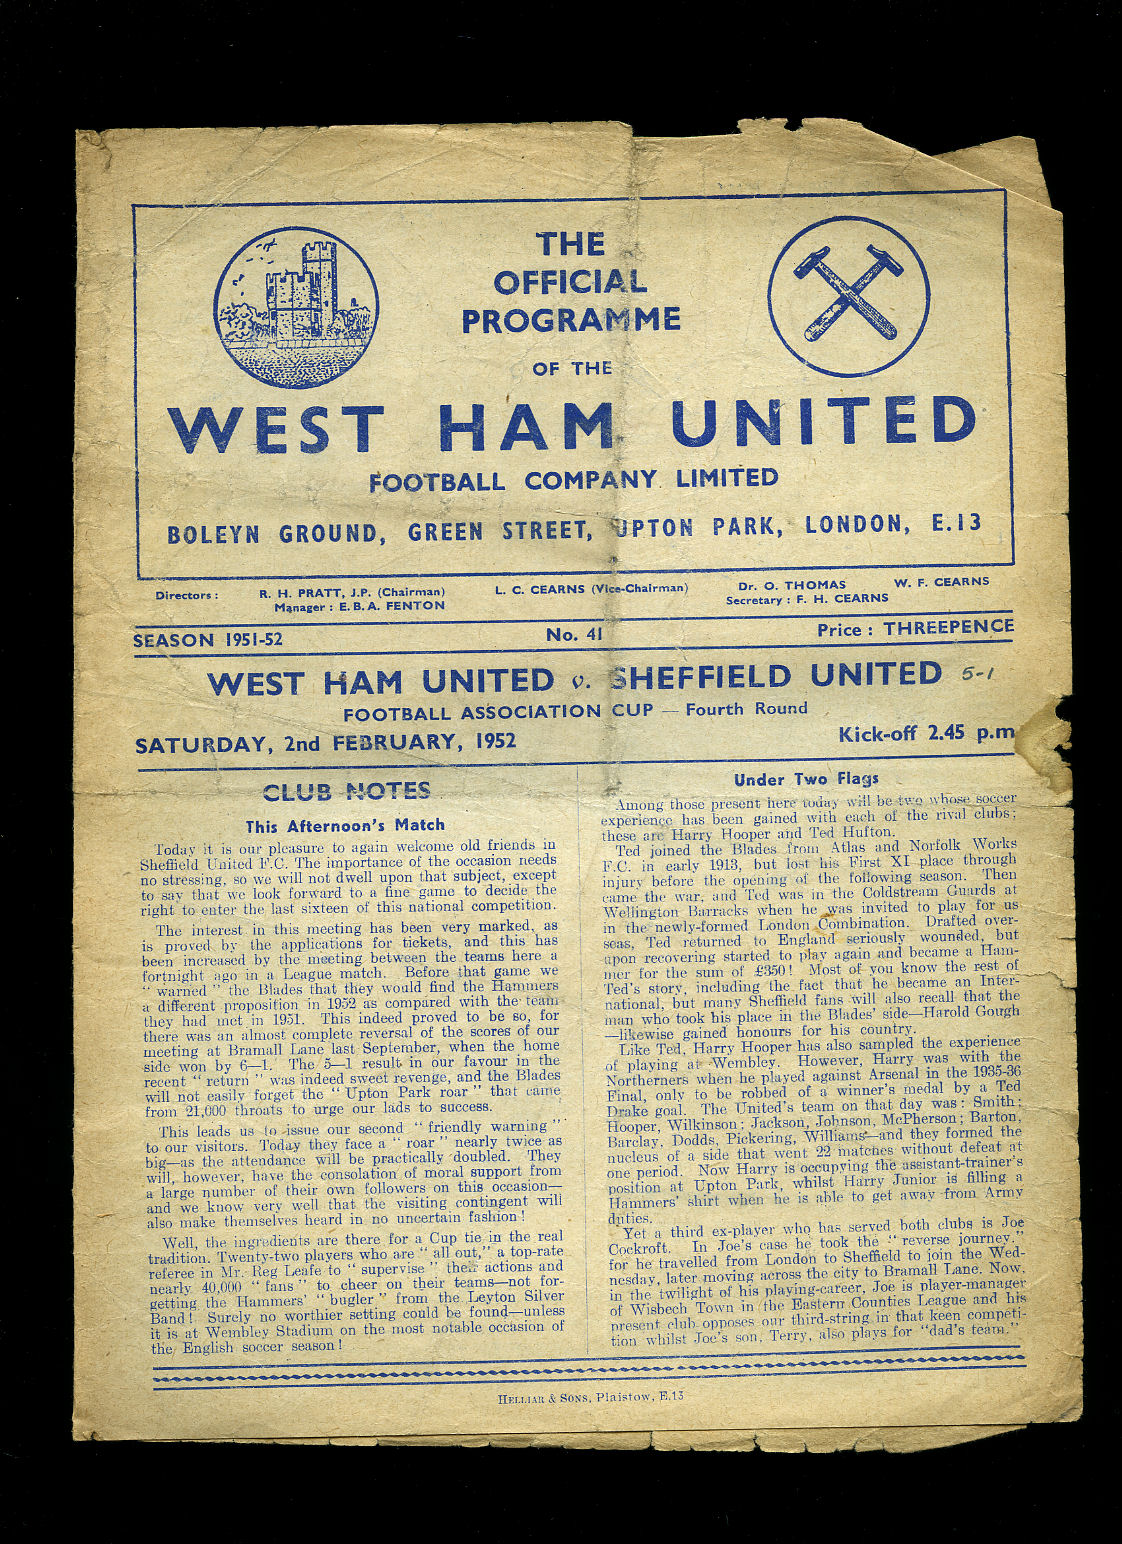 THE
OFFICIAL
PROGRAMME
OF THE
WEST HAM UNITED
FOOTBALL COMPANY LIMITED
BOLEYN GROUND, GREEN STREET, UPTON PARK, LONDON, E.13
Directors : R. H. PRATT, J.P. (Chairman) L. C. CEARNS (Vice-Chairman) Dr. O. THOMAS W. F. CEARNS
Manager : E. B. A. FENTON Secretary : F. H. CEARNS
SEASON 1951-52 No. 41 Price : THREEPENCE
WEST HAM UNITED v. SHEFFIELD UNITED 5-1
FOOTBALL ASSOCIATION CUP — Fourth Round
SATURDAY, 2nd FEBRUARY, 1952 Kick-off 2.45 p.m
CLUB NOTES
This Afternoon's Match
Today it is our pleasure to again welcome old friends in
Sheffield United F.C. The importance of the occasion needs
no stressing, so we will not dwell upon that subject, except
to say that we look forward to a fine game to decide the
right to enter the last sixteen of this national competition.
The interest in this meeting has been very marked, as
is proved by the applications for tickets, and this has
been increased by the meeting between the teams here a
fortnight ago in a League match. Before that game we
" warned " the Blades that they would find the Hammers
a different proposition in 1952 as compared with the team
they had met in 1951. This indeed proved to be so, for
there was an almost complete reversal of the scores of our
meeting at Bramall Lane last September, when the home
side won by 6—1. The 5—1 result in our favour in the
recent " return " was indeed sweet revenge, and the Blades
will not easily forget the " Upton Park roar " that came
from 21,000 throats to urge our lads to success.
This leads us to issue our second " friendly warning "
to our visitors. Today they face a " roar " nearly twice as
big—as the attendance will be practically doubled. They
will, however, have the consolation of moral support from
a large number of their own followers on this occasion—
and we know very well that the visiting contingent will
also make themselves heard in no uncertain fashion !
Well, the ingredients are there for a Cup tie in the real
tradition. Twenty-two players who are " all out," a top-rate
referee in Mr. Reg Leafe to " supervise " their actions and
nearly 40,000 " fans " to cheer on their teams—not for-
getting the Hammers' " bugler " from the Leyton Silver
Band ! Surely no worthier setting could be found—unless
it is at Wembley Stadium on the most notable occasion of
the English soccer season !
Under Two Flags
Among those present here today will be two whose soccer
experience has been gained with each of the rival clubs;
these are Harry Hooper and Ted Hufton.
Ted joined the Blades from Atlas and Norfolk Works
F.C. in early 1913, but lost his First XI place through
injury before the opening of the following season. Then
came the war, and Ted was in the Coldstream Guards at
Wellington Barracks when he was invited to play for us
in the newly-formed London Combination. Drafted over-
seas, Ted returned to England seriously wounded, but
upon recovering started to play again and became a Ham-
mer for the sum of £350 ! Most of you know the rest of
Ted's story, including the fact that he became an Inter-
national, but many Sheffield fans will also recall that the
man who took his place in the Blades' side—Harold Gough
—likewise gained honours for his country.
Like Ted, Harry Hooper has also sampled the experience
of playing at Wembley. However, Harry was with the
Northerners when he played against Arsenal in the 1935-36
Final, only to be robbed of a winner's medal by a Ted
Drake goal. The United's team on that day was : Smith;
Hooper, Wilkinson; Jackson, Johnson, McPherson; Barton,
Barclay, Dodds, Pickering, Williams—and they formed the
nucleus of a side that went 22 matches without defeat at
one period. Now Harry is occupying the assistant-trainer's
position at Upton Park, whilst Harry Junior is filling a
Hammers' shirt when he is able to get away from Army
duties.
Yet a third ex-player who has served both clubs is Joe
Cockroft. In Joe's case he took the " reverse journey,"
for he travelled from London to Sheffield to join the Wed-
nesday, later moving across the city to Bramall Lane. Now,
in the twilight of his playing-career, Joe is player-manager
of Wisbech Town in the Eastern Counties League and his
present club opposes our third-string in that keen competi-
tion whilst Joe's son, Terry, also plays for "dad's team."
HELLIAR & SONS, Plaistow, E.13